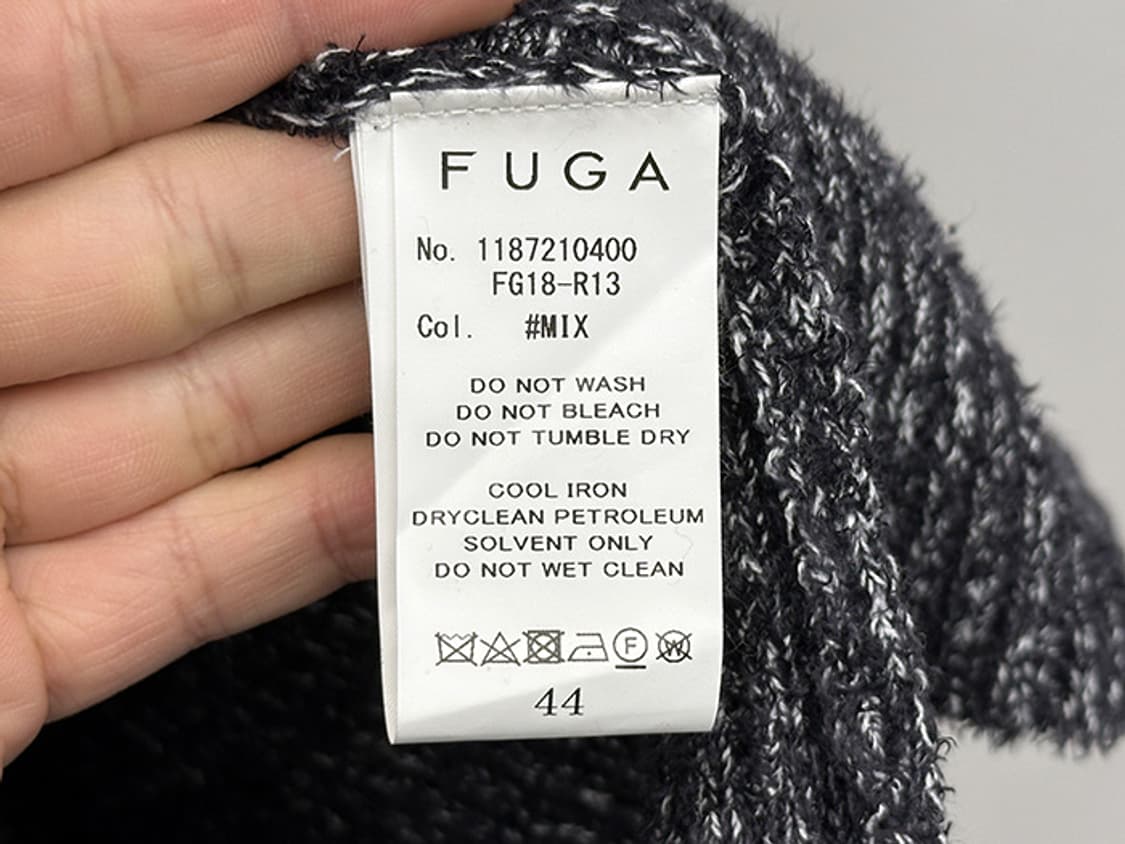 FUGA
No. 1187210400
FG18-R13
Col. #MIX
DO NOT WASH
DO NOT BLEACH
DO NOT TUMBLE DRY
COOL IRON
DRYCLEAN PETROLEUM
SOLVENT ONLY
DO NOT WET CLEAN
F W
44